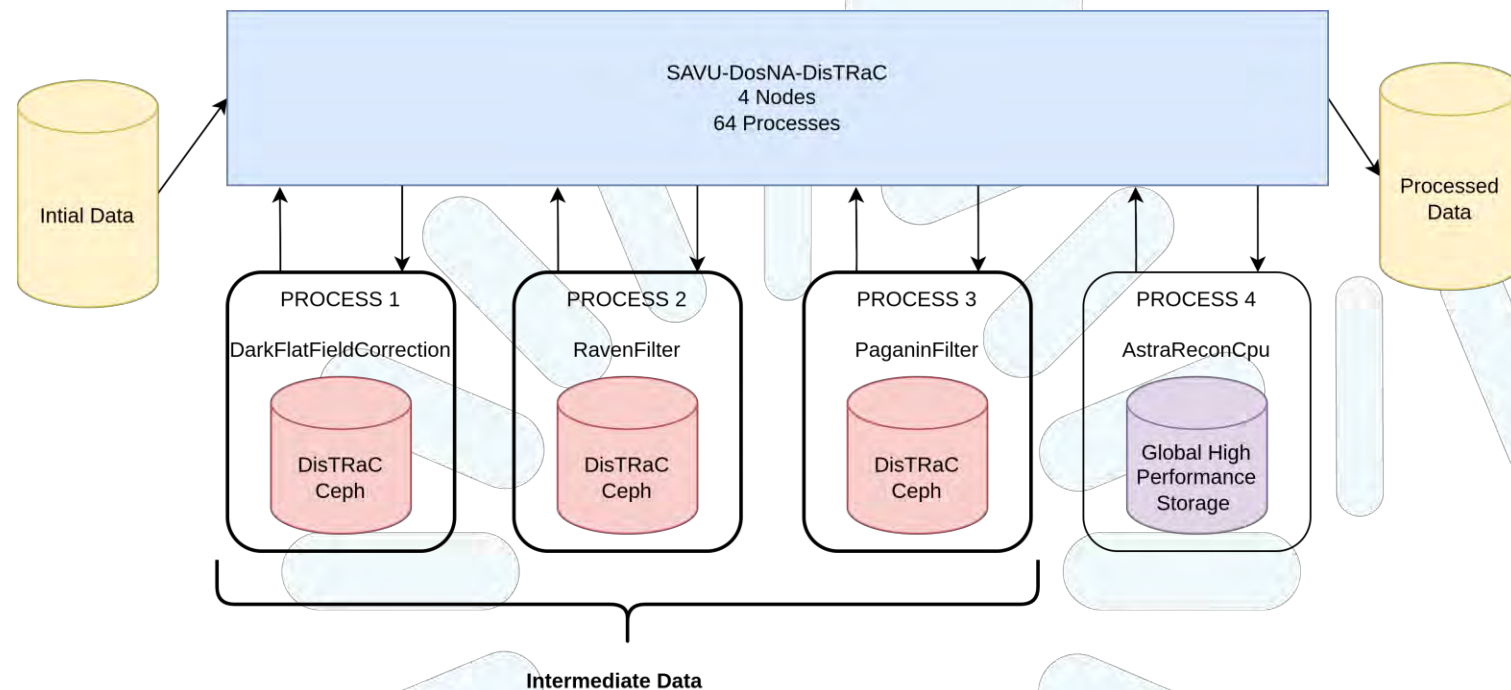 SAVU-DosNA-DisTRaC
4 Nodes
64 Processes
Intial Data
Processed
Data
PROCESS 1
DarkFlatFieldCorrection
DisTRaC
Ceph
PROCESS 2
RavenFilter
DisTRaC
Ceph
PROCESS 3
PaganinFilter
DisTRaC
Ceph
PROCESS 4
AstraReconCpu
Global High
Performance
Storage
Intermediate Data